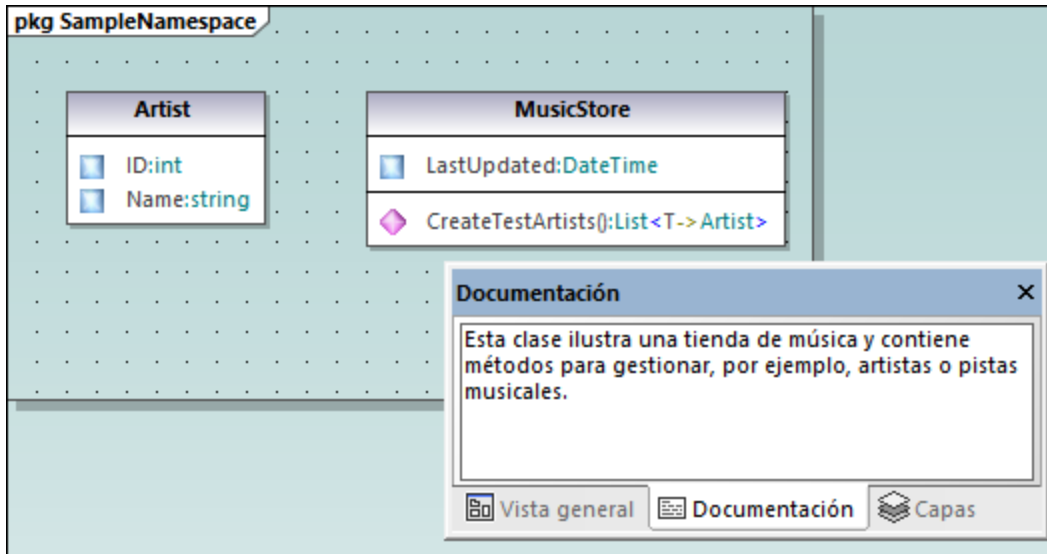 pkg SampleNamespace
Artist
ID:int
Name:string
MusicStore
LastUpdated:DateTime
CreateTestArtists():List<T->Artist>
Documentación
Esta clase ilustra una tienda de música y contiene
métodos para gestionar, por ejemplo, artistas o pistas
musicales.
Vista general
Documentación
Capas